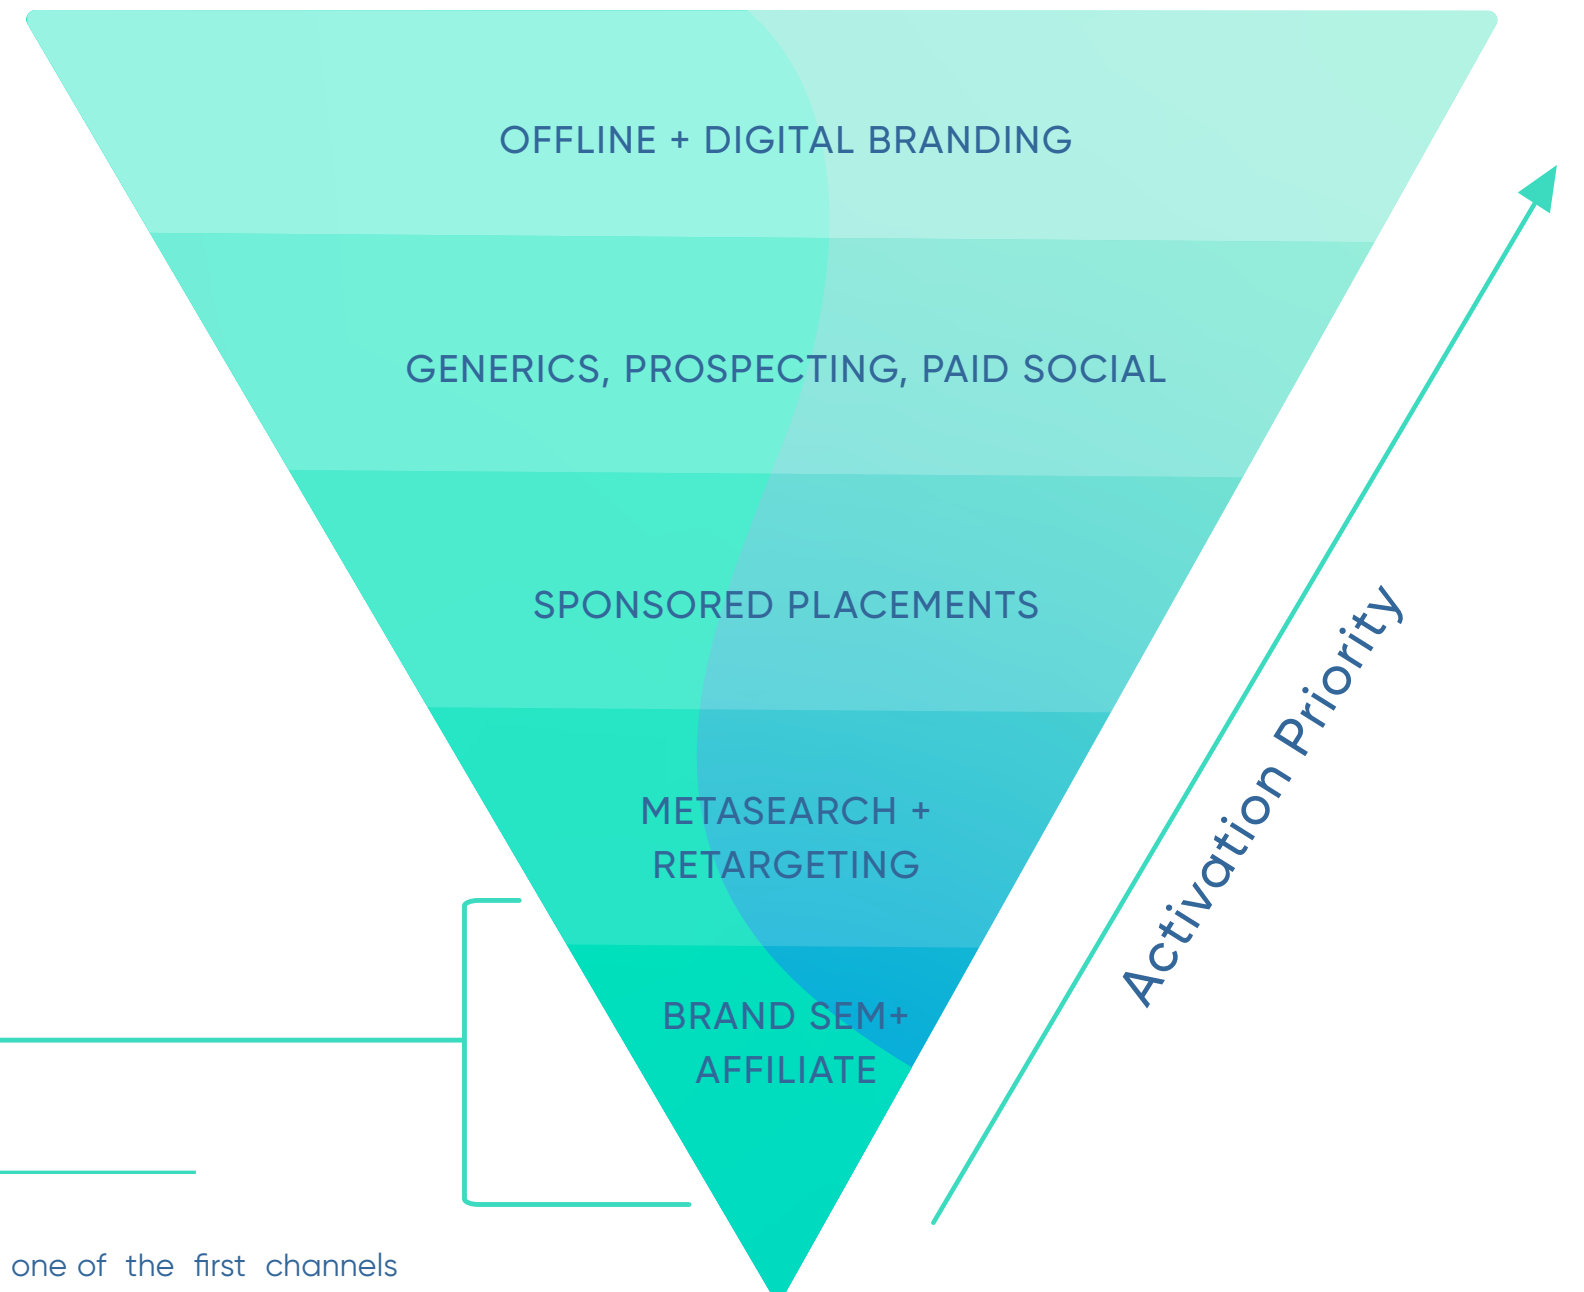 OFFLINE + DIGITAL BRANDING
GENERICS, PROSPECTING, PAID SOCIAL
SPONSORED PLACEMENTS
METASEARCH +
RETARGETING
BRAND SEM+
AFFILIATE
Activation Priority
one of the first channels